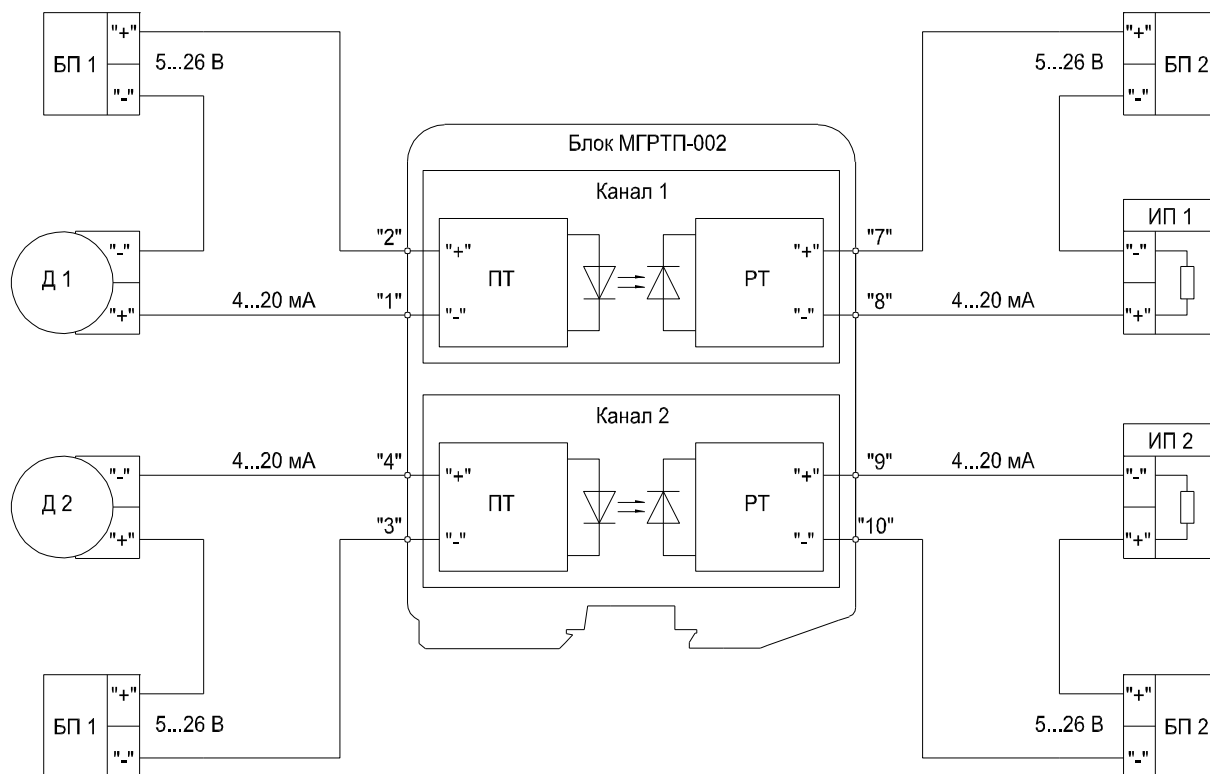 БП 1
"+"
"-"
5...26 В
"+"
"-"
БП 2
5...26 В
Блок МГРТП-002
Канал 1
Д 1
"-"
"+"
4...20 мА
"2"
"1"
"+"
"-"
ПТ
РТ
"+"
"-"
"7"
"8"
4...20 мА
ИП 1
"-"
"+"
Канал 2
Д 2
"-"
"+"
4...20 мА
"4"
"3"
"+"
"-"
ПТ
РТ
"+"
"-"
"9"
"10"
4...20 мА
ИП 2
"-"
"+"
БП 1
"+"
"-"
5...26 В
5...26 В
"+"
"-"
БП 2